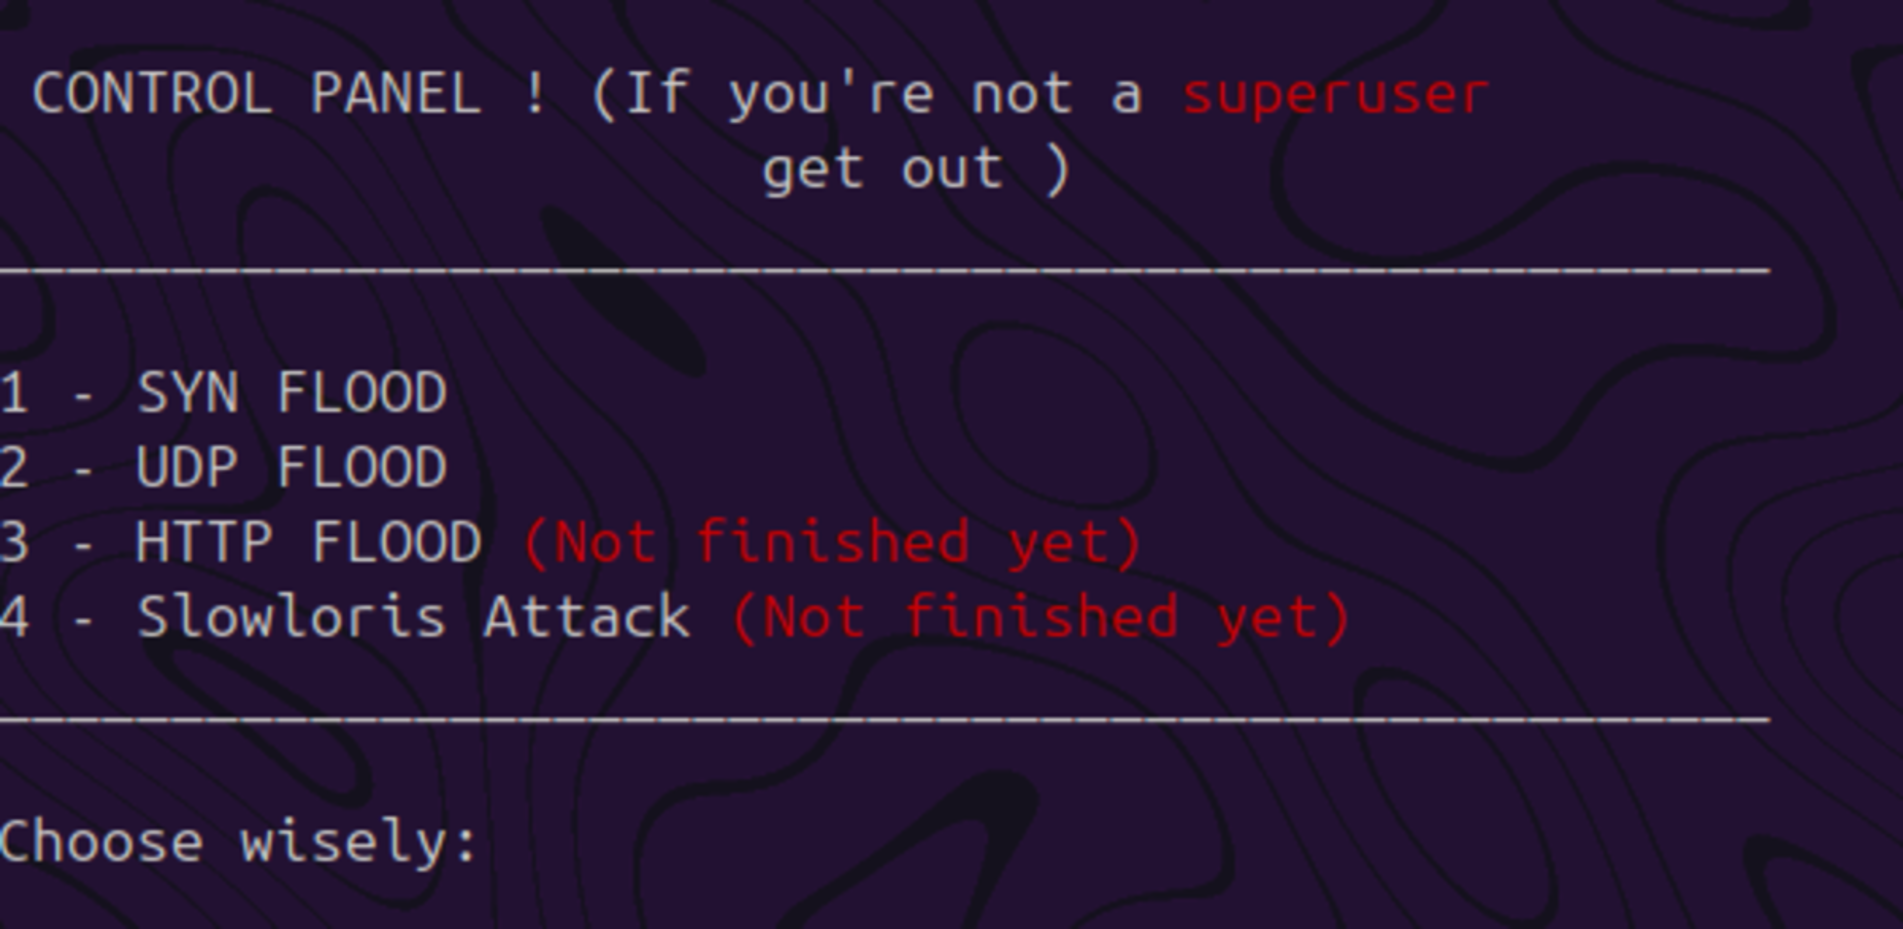 CONTROL PANEL ! (If you're not a superuser
get out )
1 - SYN FLOOD
2 - UDP FLOOD
3 - HTTP FLOOD (Not finished yet)
4 - Slowloris Attack (Not finished yet)
Choose wisely: